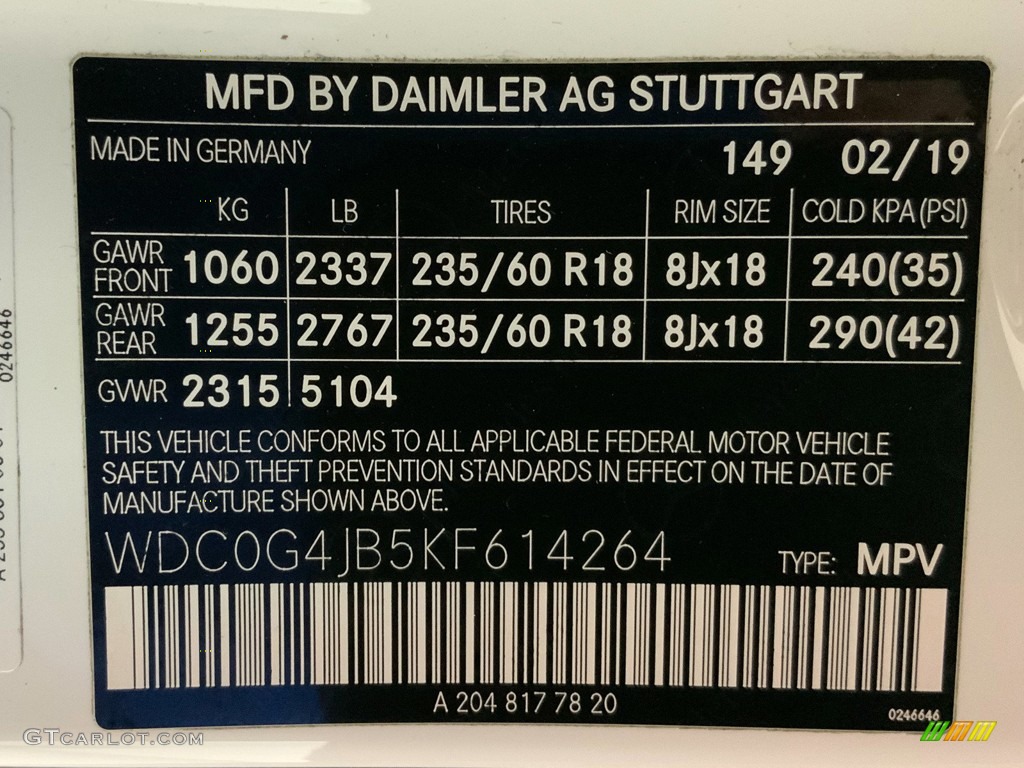 MFD BY DAIMLER AG STUTTGART
MADE IN GERMANY 149 02/19
KG LB TIRES RIM SIZE COLD KPA (PSI)
GAWR FRONT 1060 2337 235/60 R18 8Jx18 240(35)
GAWR REAR 1255 2767 235/60 R18 8Jx18 290(42)
GVWR 2315 5104
THIS VEHICLE CONFORMS TO ALL APPLICABLE FEDERAL MOTOR VEHICLE
SAFETY AND THEFT PREVENTION STANDARDS IN EFFECT ON THE DATE OF
MANUFACTURE SHOWN ABOVE.
WDC0G4JB5KF614264 TYPE: MPV
A 204 817 78 20
0246646
0246646
GTcarlot.com